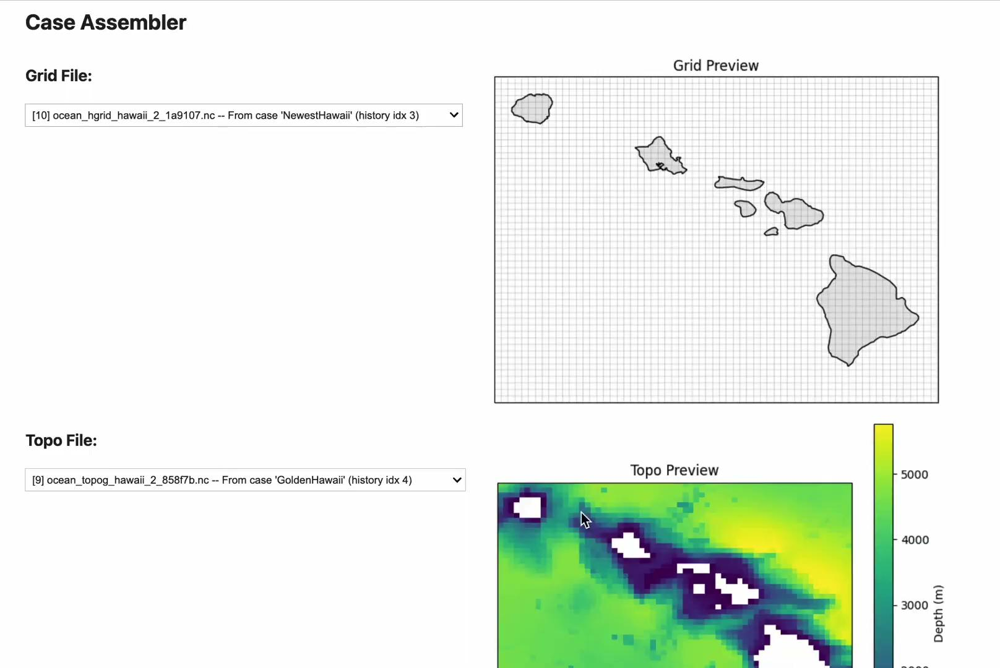 Case Assembler
Grid File:
[10] ocean_hgrid_hawaii_2_1a9107.nc -- From case 'NewestHawaii' (history idx 3)
Grid Preview
Topo File:
[9] ocean_topog_hawaii_2_858f7b.nc -- From case 'GoldenHawaii' (history idx 4)
Topo Preview
5000
4000
3000
Depth (m)